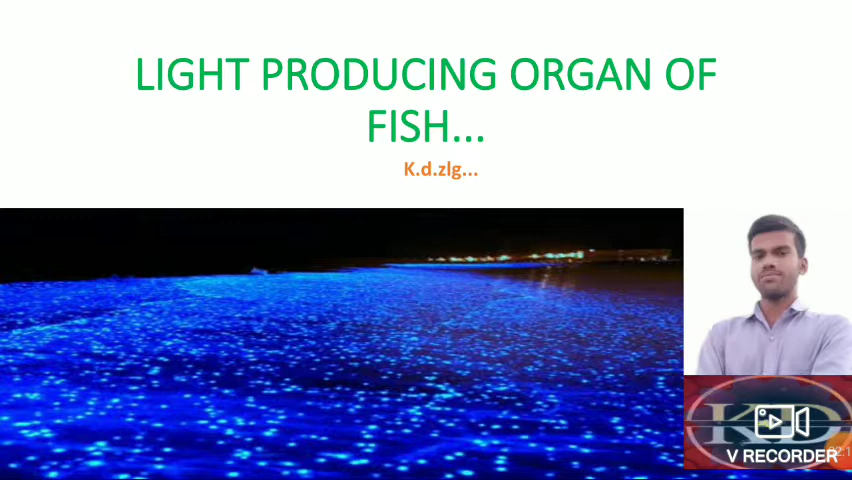 LIGHT PRODUCING ORGAN OF
FISH...
K.d.zlg...
V RECORDER